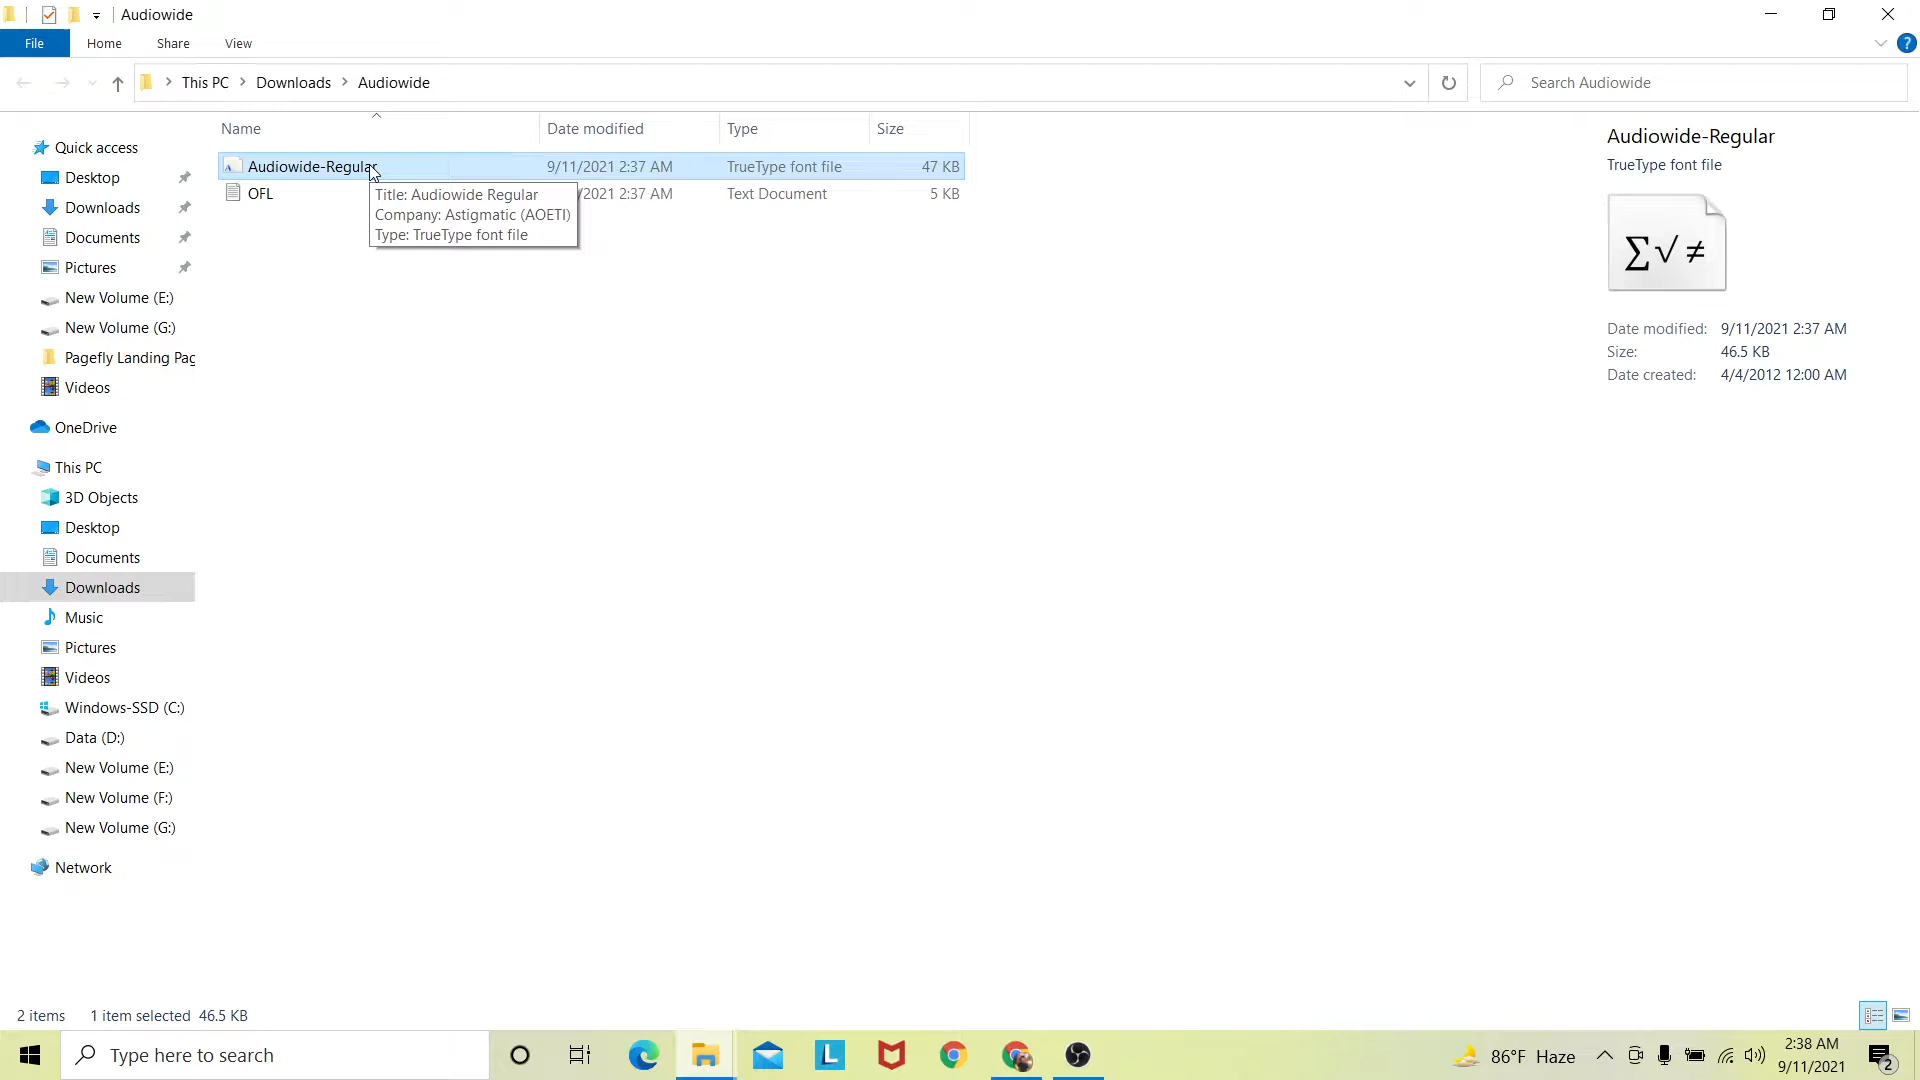 Audiowide
File Home Share View
This PC Downloads Audiowide
Search Audiowide
Name Date modified Type Size
Audiowide-Regular 9/11/2021 2:37 AM TrueType font file 47 KB
OFL /2021 2:37 AM Text Document 5 KB
Title: Audiowide Regular
Company: Astigmatic (AOETI)
Type: TrueType font file
Quick access
Desktop
Downloads
Documents
Pictures
New Volume (E:)
New Volume (G:)
Pagefly Landing Pag
Videos
OneDrive
This PC
3D Objects
Desktop
Documents
Downloads
Music
Pictures
Videos
Windows-SSD (C:)
Data (D:)
New Volume (E:)
New Volume (F:)
New Volume (G:)
Network
Audiowide-Regular
TrueType font file
∑√ ≠
Date modified: 9/11/2021 2:37 AM
Size: 46.5 KB
Date created: 4/4/2012 12:00 AM
2 items 1 item selected 46.5 KB
Type here to search
L
86°F Haze
2:38 AM
9/11/2021
2